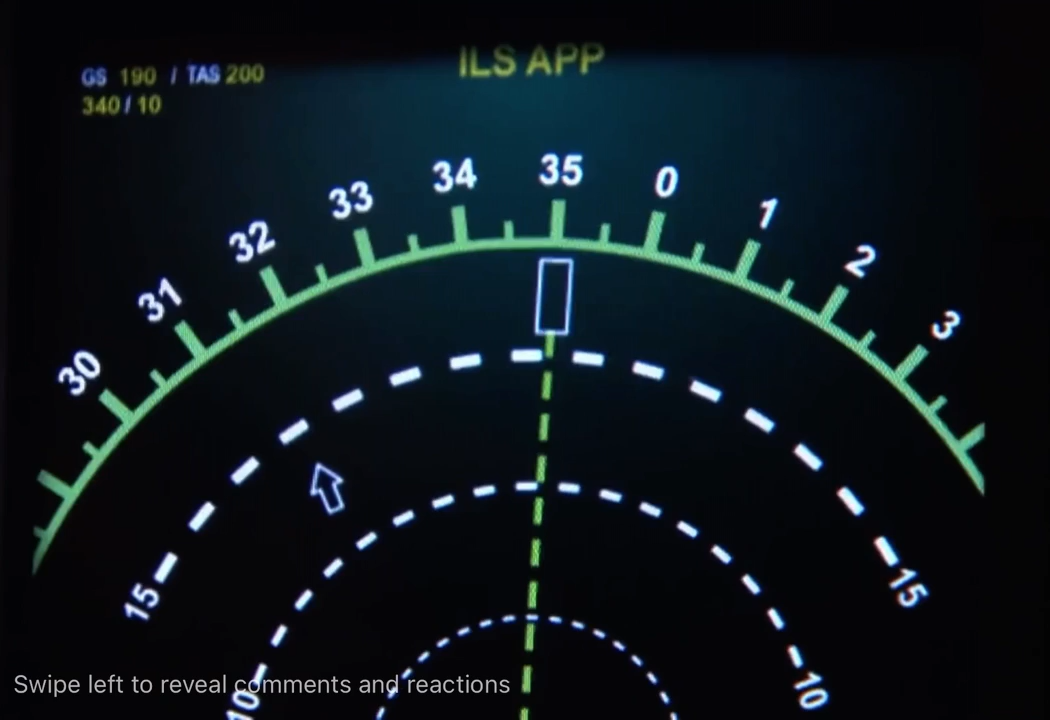 ILS APP
GS 190 / TAS 200
340 / 10
30 31 32 33 34 35 0 1 2 3
15 15
10 10
Swipe left to reveal comments and reactions